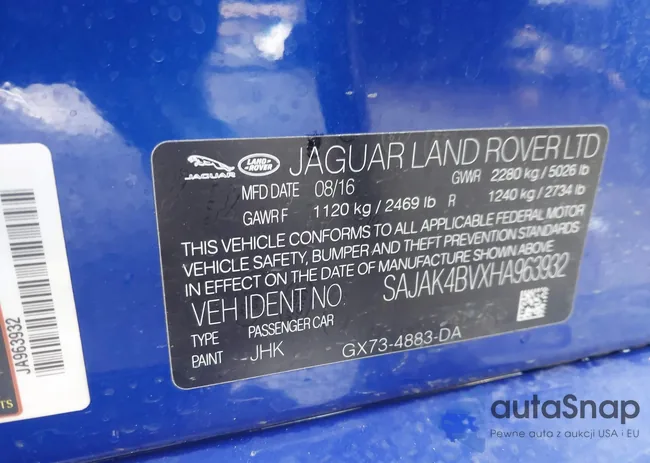 JAGUAR LAND ROVER JAGUAR LAND ROVER LTD
MFD DATE 08/16 GWR 2280 kg / 5026 lb
GAWR F 1120 kg / 2469 lb R 1240 kg / 2734 lb
THIS VEHICLE CONFORMS TO ALL APPLICABLE FEDERAL MOTOR
VEHICLE SAFETY, BUMPER AND THEFT PREVENTION STANDARDS
IN EFFECT ON THE DATE OF MANUFACTURE SHOWN ABOVE
VEH IDENT NO. SAJAK4BVXHA963932
TYPE PASSENGER CAR
PAINT JHK GX73-4883-DA
JA963932
autaSnap
Pewne auta z aukcji USA i EU